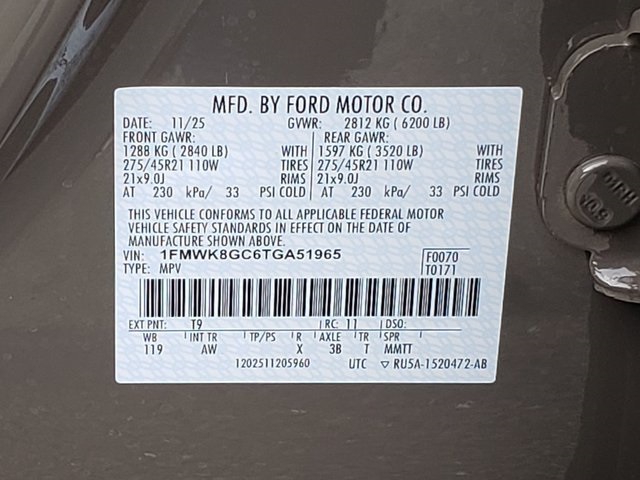 MFD. BY FORD MOTOR CO.
DATE: 11/25 GVWR: 2812 KG ( 6200 LB)
FRONT GAWR: REAR GAWR:
1288 KG ( 2840 LB) WITH 1597 KG ( 3520 LB) WITH
275/45R21 110W TIRES 275/45R21 110W TIRES
21x9.0J RIMS 21x9.0J RIMS
AT 230 kPa/ 33 PSI COLD AT 230 kPa/ 33 PSI COLD
THIS VEHICLE CONFORMS TO ALL APPLICABLE FEDERAL MOTOR
VEHICLE SAFETY STANDARDS IN EFFECT ON THE DATE OF
MANUFACTURE SHOWN ABOVE.
VIN: 1FMWK8GC6TGA51965 F0070
TYPE: MPV T0171
EXT PNT: T9 RC: 11 DSO:
WB INT TR TP/PS R AXLE TR SPR
119 AW X 3B T MMTT
1202511205960 UTC ▽ RU5A-1520472-AB